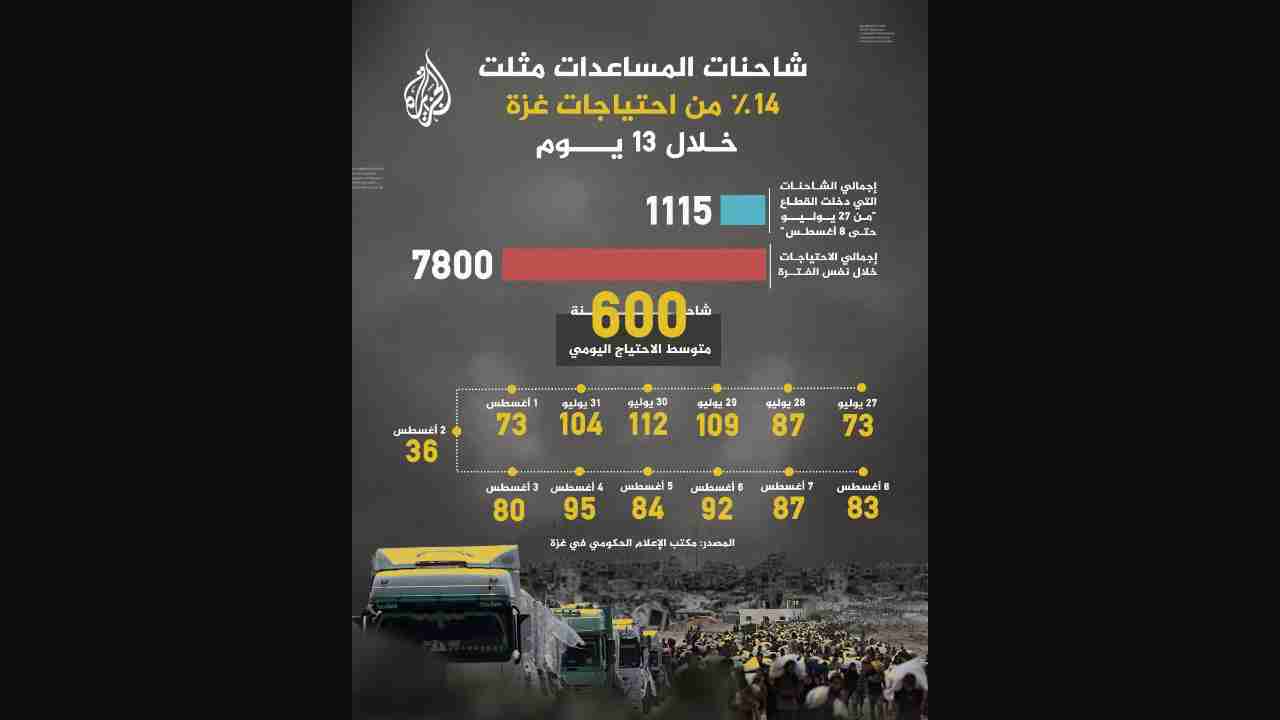 شاحنات المساعدات مثلت
14٪ من احتياجات غزة
خلال 13 يوم
الجزيرة
إجمالي الشاحنات
التي دخلت القطاع
"من 27 يوليو
حتى 8 أغسطس"
1115
إجمالي الاحتياجات
خلال نفس الفترة
7800
600
شاحنة
متوسط الاحتياج اليومي
27 يوليو
73
28 يوليو
87
29 يوليو
109
30 يوليو
112
31 يوليو
104
1 أغسطس
73
2 أغسطس
36
3 أغسطس
80
4 أغسطس
95
5 أغسطس
84
6 أغسطس
92
7 أغسطس
87
8 أغسطس
83
المصدر: مكتب الإعلام الحكومي في غزة